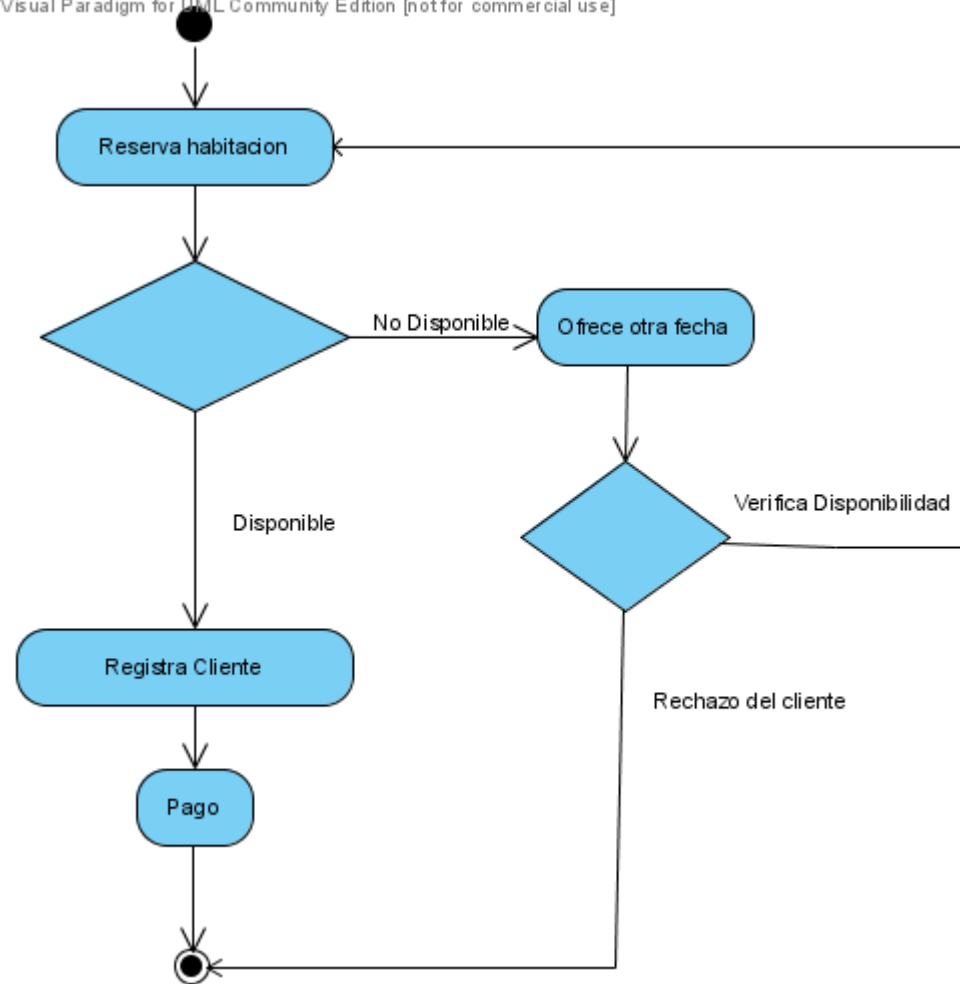 Visual Paradigm for UML Community Edition [not for commercial use]
Reserva habitacion
No Disponible
Ofrece otra fecha
Verifica Disponibilidad
Disponible
Registra Cliente
Rechazo del cliente
Pago